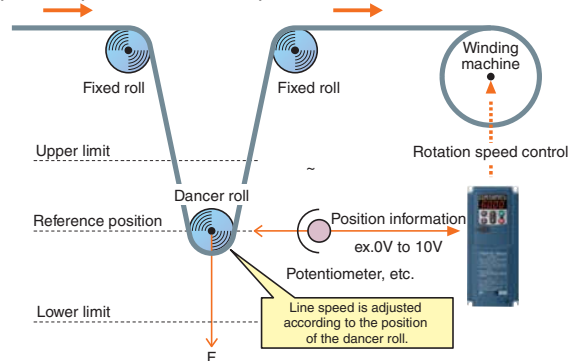 Winding
machine
Fixed roll
Fixed roll
Rotation speed control
Upper limit
~
Dancer roll
Reference position
Position information
ex.0V to 10V
Potentiometer, etc.
Line speed is adjusted
according to the position
of the dancer roll.
Lower limit